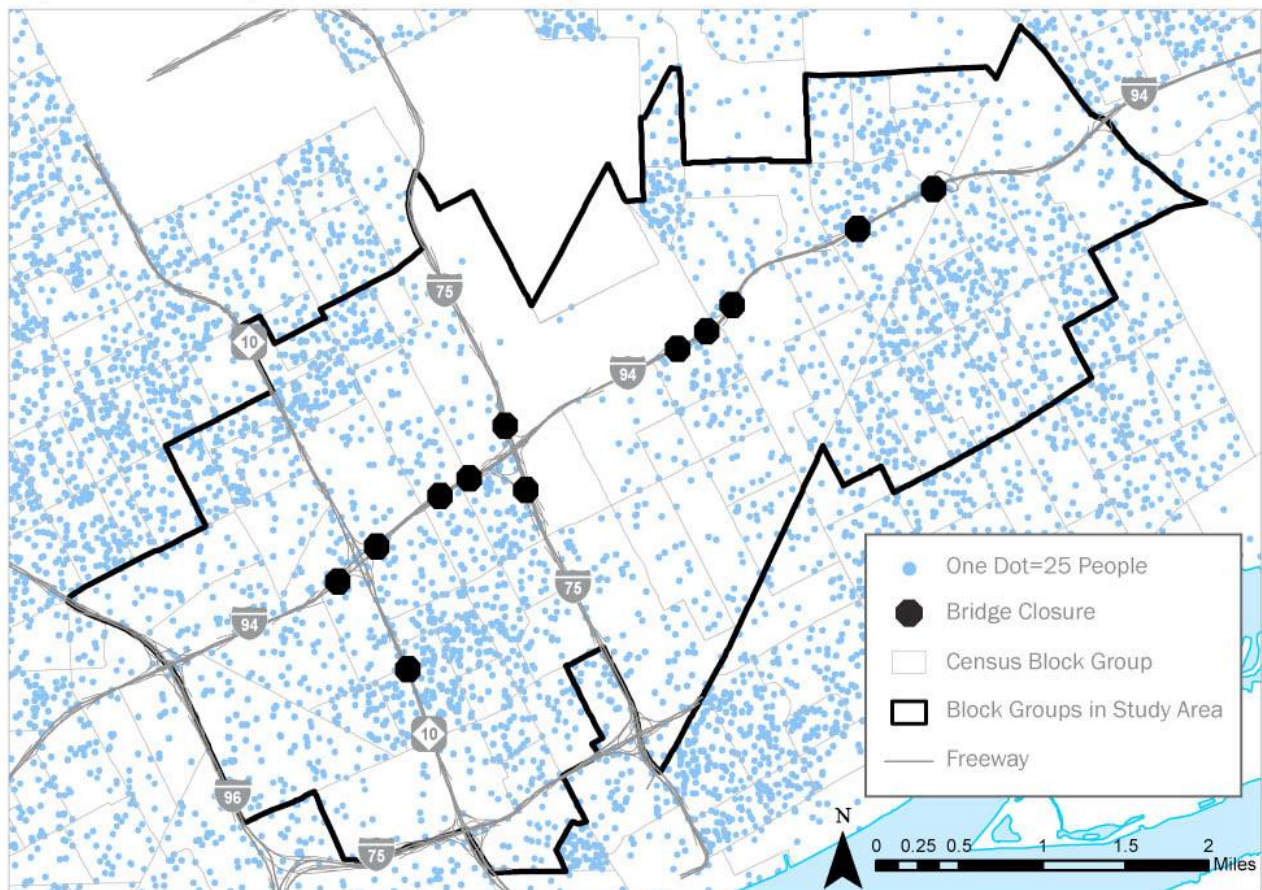 94
75
10
94
75
94
10
96
75
One Dot=25 People
Bridge Closure
Census Block Group
Block Groups in Study Area
Freeway
N
0 0.25 0.5 1 1.5 2
Miles